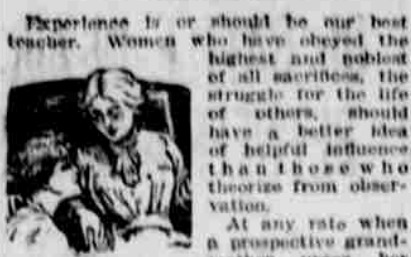 Experience is or should be our best
teacher. Women who have obeyed the
highest and noblest
of all sacrifices, the
struggle for the life
of others, should
have a better idea
of helpful influence
than those who
theorize from obser-
vation.
At any rate when
a prospective grand-